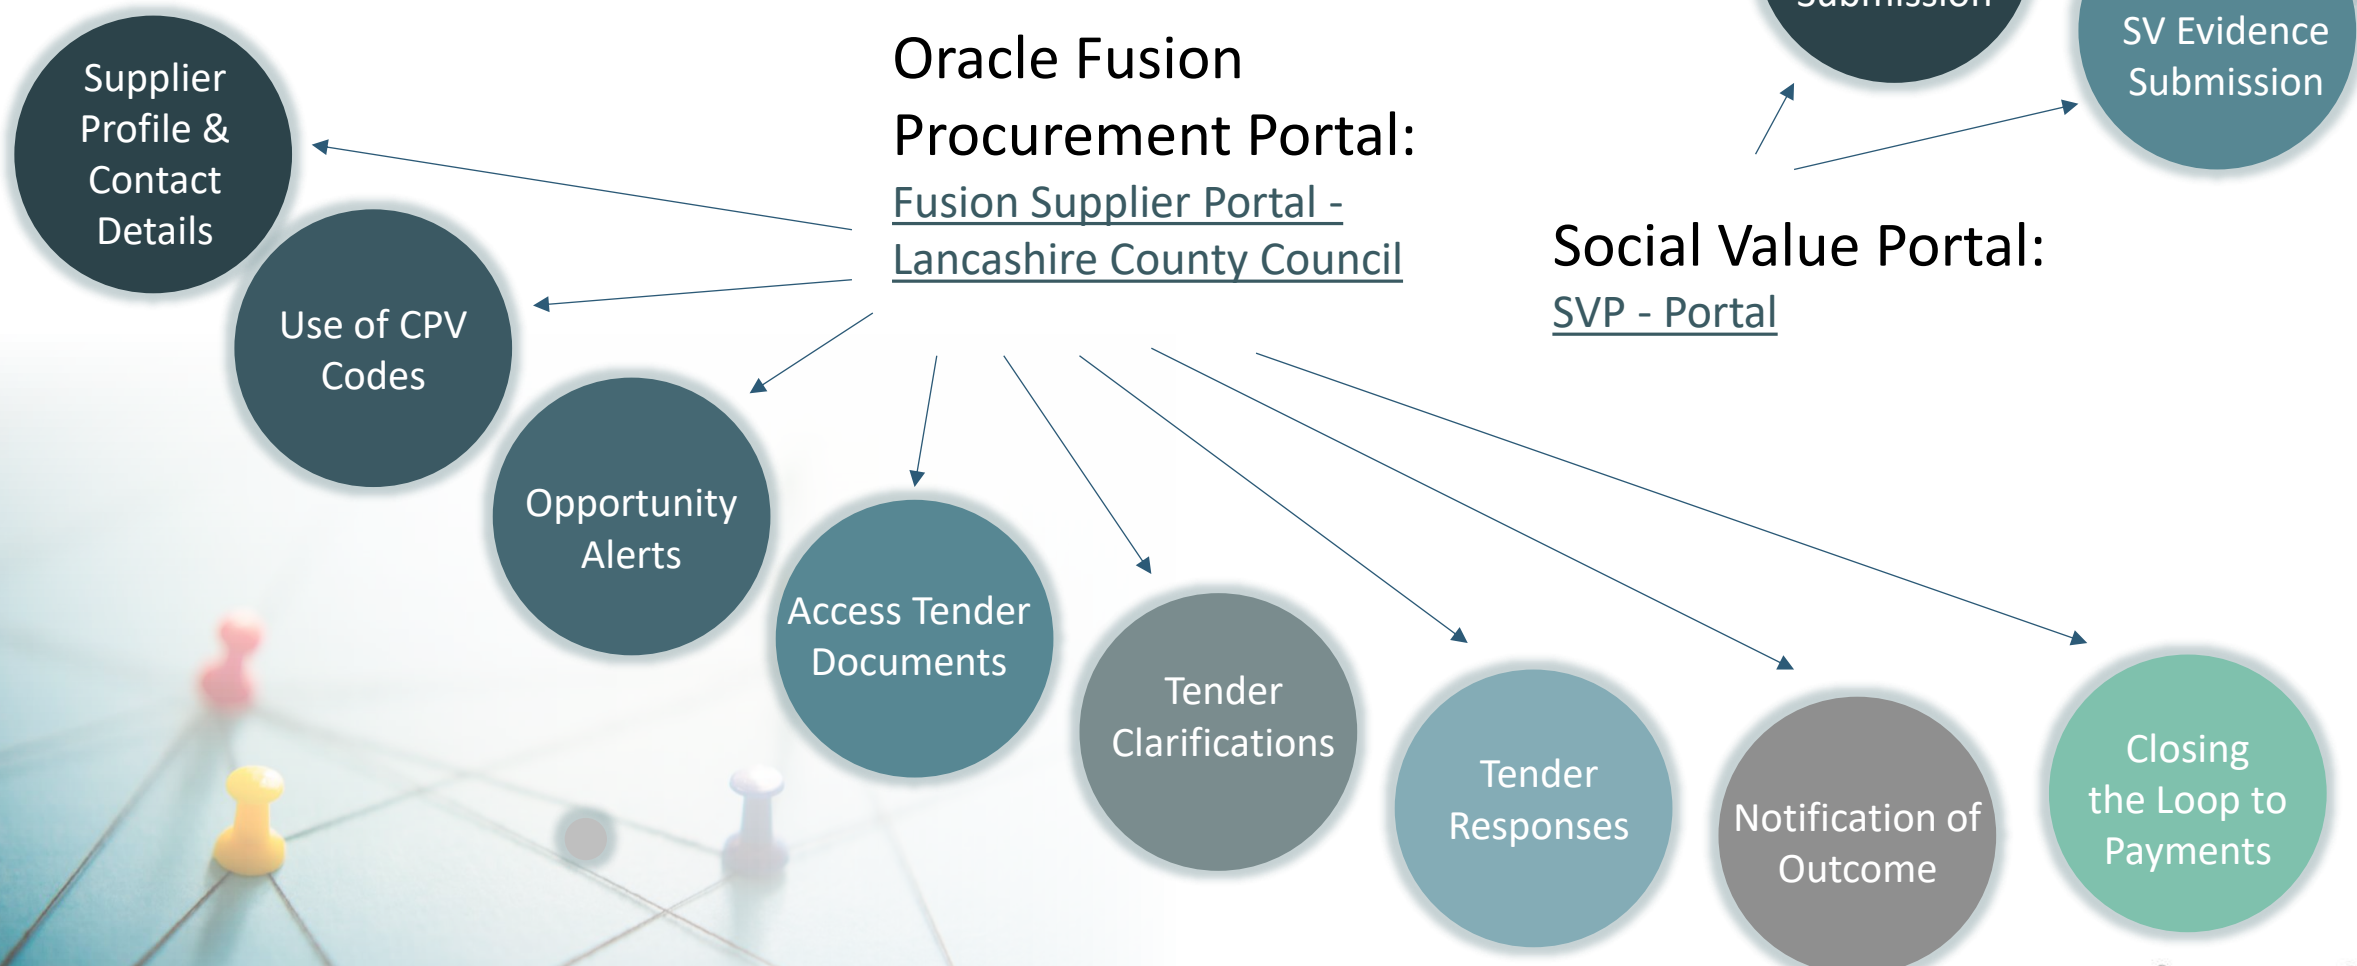 Submission
SV Evidence
Submission
Supplier
Profile &
Contact
Details
Oracle Fusion
Procurement Portal:
Fusion Supplier Portal -
Lancashire County Council
Social Value Portal:
SVP - Portal
Use of CPV
Codes
Opportunity
Alerts
Access Tender
Documents
Tender
Clarifications
Tender
Responses
Notification of
Outcome
Closing
the Loop to
Payments